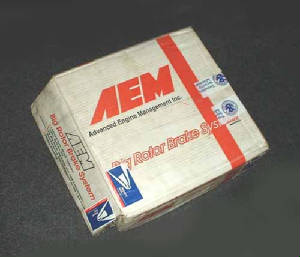 AEM
Advanced Engine Management Inc.
Big Rotor Brake System
AEM
Big Rotor Brake System